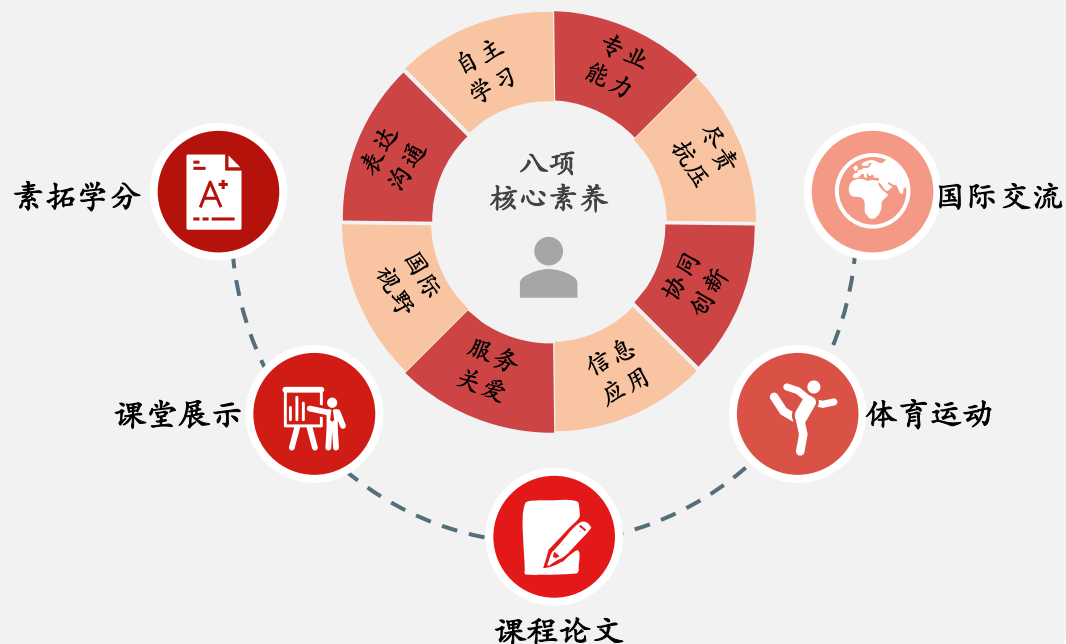 八项
核心素养
自主
学习
专业
能力
尽责
抗压
协同
创新
信息
应用
服务
关爱
国际
视野
表达
沟通
素拓学分
A+
课堂展示
课程论文
体育运动
国际交流